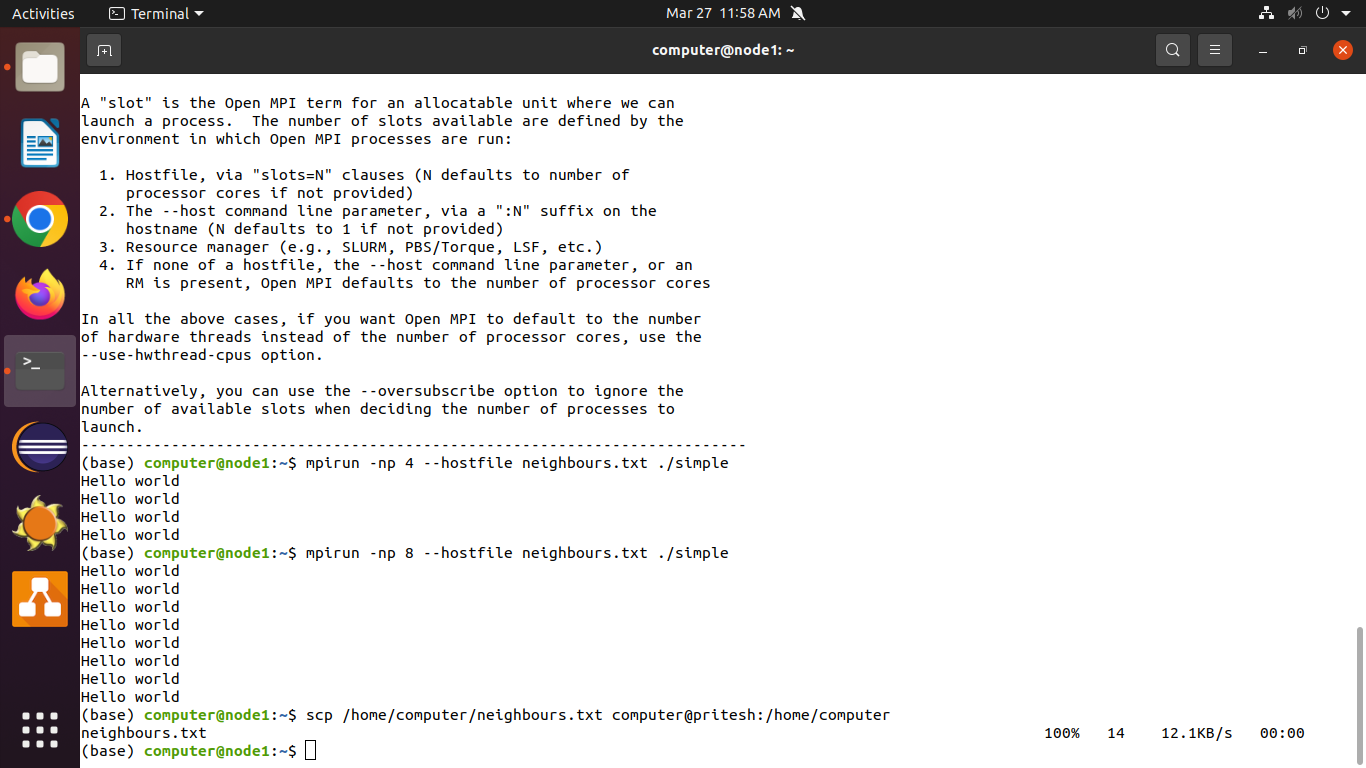 Activities Terminal Mar 27 11:58 AM
computer@node1: ~
A "slot" is the Open MPI term for an allocatable unit where we can
launch a process.  The number of slots available are defined by the
environment in which Open MPI processes are run:
1. Hostfile, via "slots=N" clauses (N defaults to number of
processor cores if not provided)
2. The --host command line parameter, via a ":N" suffix on the
hostname (N defaults to 1 if not provided)
3. Resource manager (e.g., SLURM, PBS/Torque, LSF, etc.)
4. If none of a hostfile, the --host command line parameter, or an
RM is present, Open MPI defaults to the number of processor cores
In all the above cases, if you want Open MPI to default to the number
of hardware threads instead of the number of processor cores, use the
--use-hwthread-cpus option.
Alternatively, you can use the --oversubscribe option to ignore the
number of available slots when deciding the number of processes to
launch.
--------------------------------------------------------------------------
(base) computer@node1:~$ mpirun -np 4 --hostfile neighbours.txt ./simple
Hello world
Hello world
Hello world
Hello world
(base) computer@node1:~$ mpirun -np 8 --hostfile neighbours.txt ./simple
Hello world
Hello world
Hello world
Hello world
Hello world
Hello world
Hello world
Hello world
(base) computer@node1:~$ scp /home/computer/neighbours.txt computer@pritesh:/home/computer
neighbours.txt 100% 14 12.1KB/s 00:00
(base) computer@node1:~$